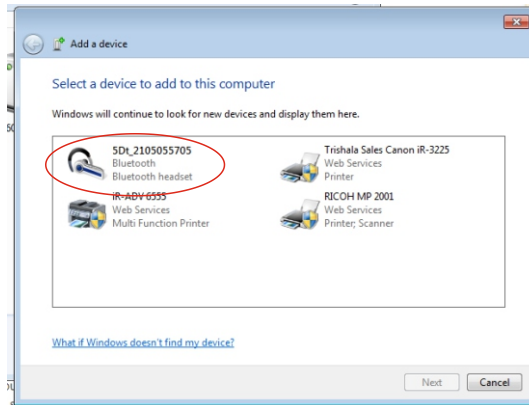 Add a device
Select a device to add to this computer
Windows will continue to look for new devices and display them here.
5Dt_2105055705
Bluetooth
Bluetooth headset
Trishala Sales Canon iR-3225
Web Services
Printer
iR-ADV 6555
Web Services
Multi Function Printer
RICOH MP 2001
Web Services
Printer; Scanner
What if Windows doesn't find my device?
Next
Cancel